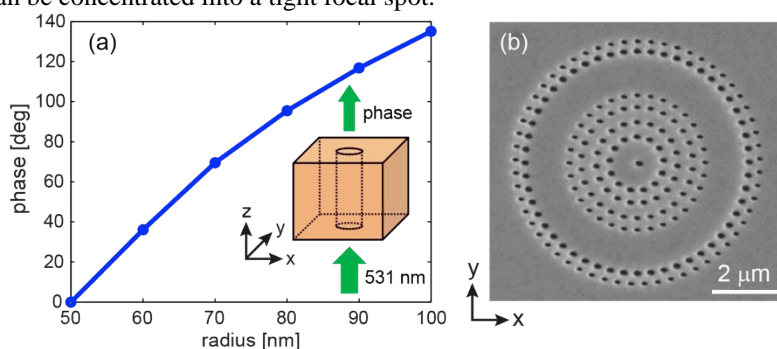 an be concentrated into a tight focal spot.
(a)
phase [deg]
140
120
100
80
60
40
20
0
50
60
70
80
90
100
radius [nm]
phase
531 nm
z
y
x
(b)
2 μm
y
x